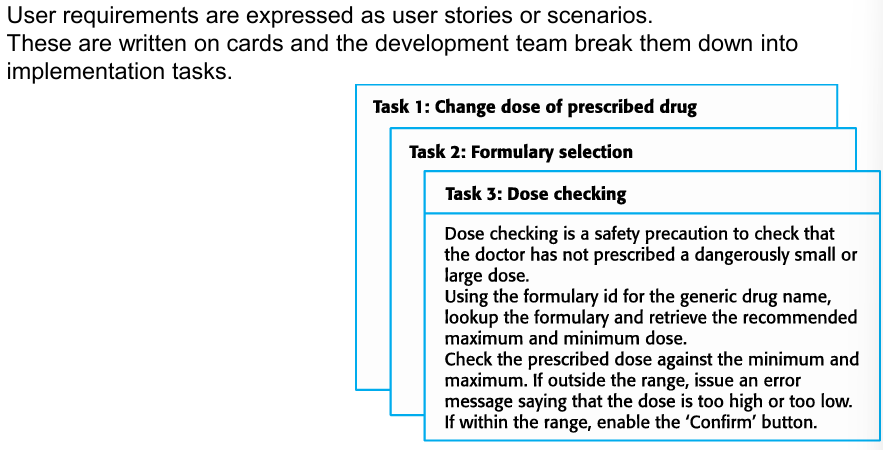 User requirements are expressed as user stories or scenarios.
These are written on cards and the development team break them down into
implementation tasks.
Task 1: Change dose of prescribed drug
Task 2: Formulary selection
Task 3: Dose checking
Dose checking is a safety precaution to check that
the doctor has not prescribed a dangerously small or
large dose.
Using the formulary id for the generic drug name,
lookup the formulary and retrieve the recommended
maximum and minimum dose.
Check the prescribed dose against the minimum and
maximum. If outside the range, issue an error
message saying that the dose is too high or too low.
If within the range, enable the ‘Confirm’ button.